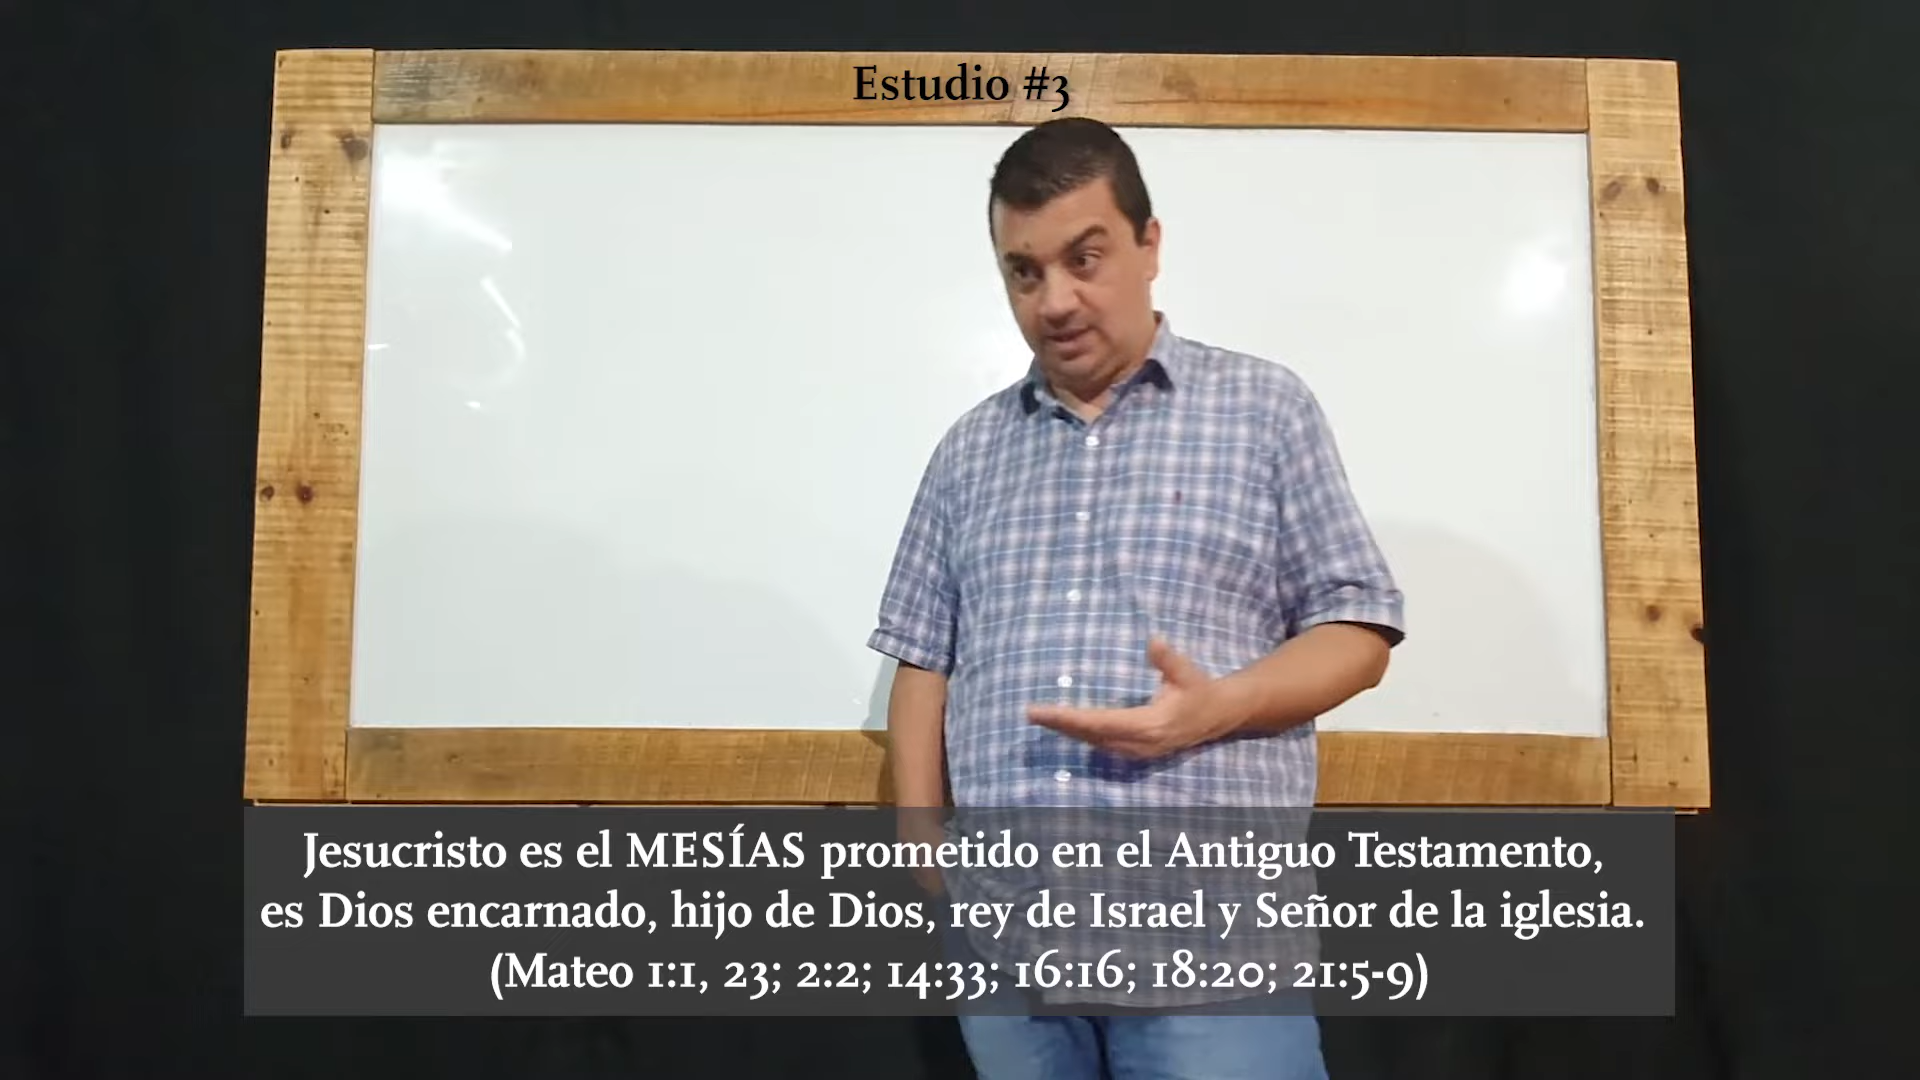 Estudio #3
Jesucristo es el MESÍAS prometido en el Antiguo Testamento,
es Dios encarnado, hijo de Dios, rey de Israel y Señor de la iglesia.
(Mateo 1:1, 23; 2:2; 14:33; 16:16; 18:20; 21:5-9)